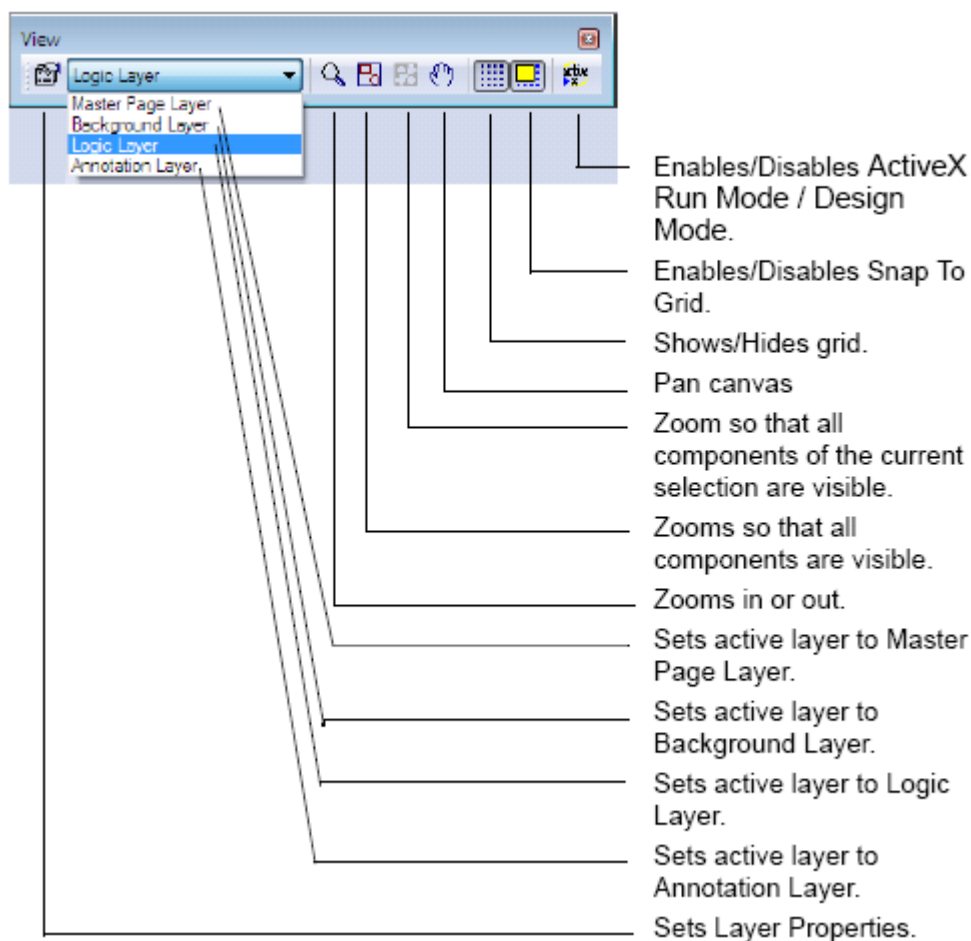 View
Logic Layer
Master Page Layer
Background Layer
Logic Layer
Annotation Layer
Enables/Disables ActiveX
Run Mode / Design
Mode.
Enables/Disables Snap To
Grid.
Shows/Hides grid.
Pan canvas
Zoom so that all
components of the current
selection are visible.
Zooms so that all
components are visible.
Zooms in or out.
Sets active layer to Master
Page Layer.
Sets active layer to
Background Layer.
Sets active layer to Logic
Layer.
Sets active layer to
Annotation Layer.
Sets Layer Properties.